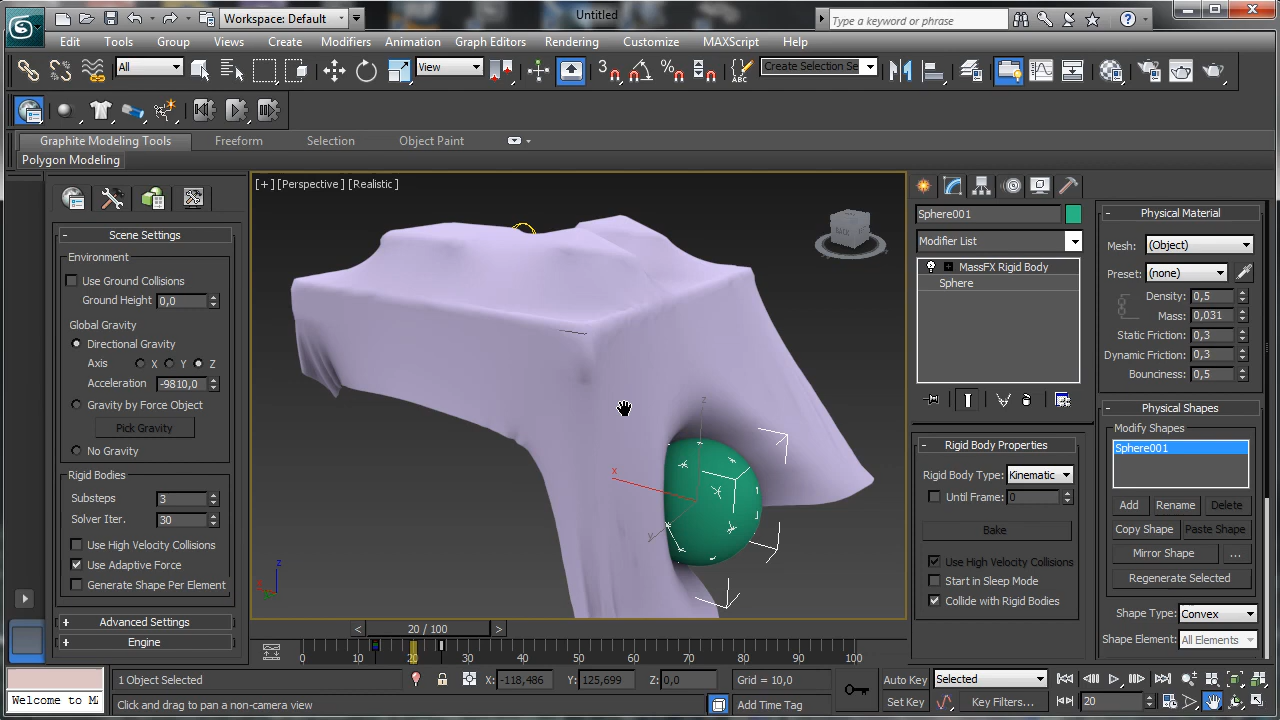 Workspace: Default
Untitled
Type a keyword or phrase
Edit Tools Group Views Create Modifiers Animation Graph Editors Rendering Customize MAXScript Help
All
View
Create Selection Se
Graphite Modeling Tools Freeform Selection Object Paint
Polygon Modeling
Scene Settings
Environment
Use Ground Collisions
Ground Height 0,0
Global Gravity
Directional Gravity
Axis X Y Z
Acceleration -9810,0
Gravity by Force Object
Pick Gravity
No Gravity
Rigid Bodies
Substeps 3
Solver Iter. 30
Use High Velocity Collisions
Use Adaptive Force
Generate Shape Per Element
+ Advanced Settings
+ Engine
[+] [Perspective ] [Realistic ]
BACK
x
y
z
z
Sphere001
Modifier List
MassFX Rigid Body
Sphere
- Rigid Body Properties
Rigid Body Type: Kinematic
Until Frame: 0
Bake
Use High Velocity Collisions
Start in Sleep Mode
Collide with Rigid Bodies
- Physical Material
Mesh: (Object)
Preset: (none)
Density: 0,5
Mass: 0,031
Static Friction: 0,3
Dynamic Friction: 0,3
Bounciness: 0,5
- Physical Shapes
Modify Shapes
Sphere001
Add Rename Delete
Copy Shape Paste Shape
Mirror Shape ...
Regenerate Selected
Shape Type: Convex
Shape Element: All Elements
< 20 / 100 >
0 10 20 30 40 50 60 70 80 90 100
Welcome to M
1 Object Selected
X: -118,486 Y: 125,699 Z: 0,0
Grid = 10,0
Auto Key Selected
Click and drag to pan a non-camera view
Add Time Tag
Set Key Key Filters...
20